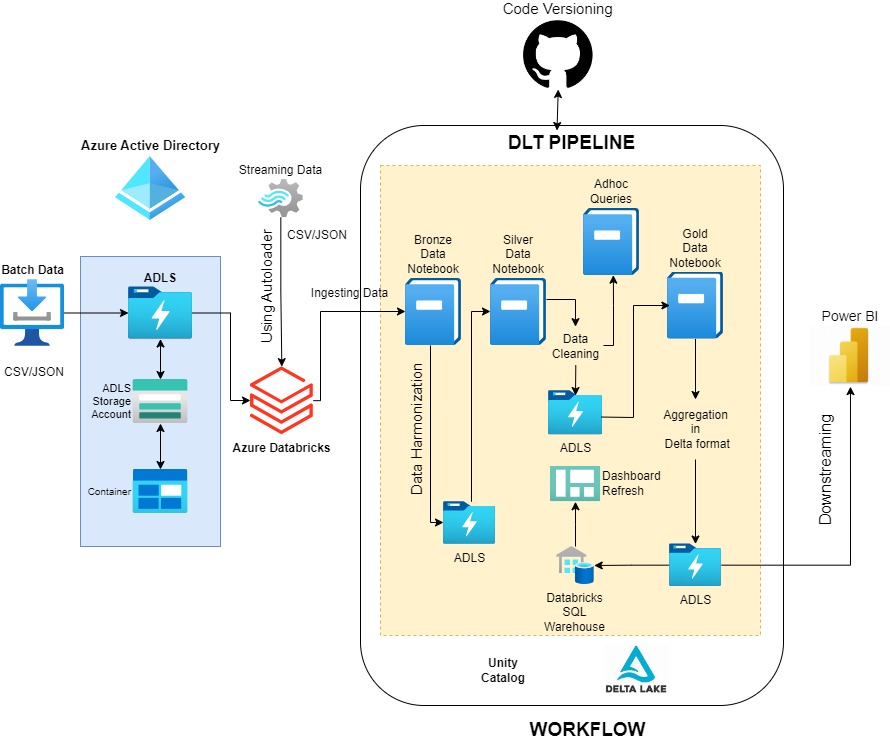 Code Versioning
DLT PIPELINE
Azure Active Directory
Streaming Data
CSV/JSON
Using Autoloader
Batch Data
CSV/JSON
ADLS
ADLS
Storage
Account
Container
Azure Databricks
Ingesting Data
Bronze
Data
Notebook
Silver
Data
Notebook
Adhoc
Queries
Gold
Data
Notebook
Data
Cleaning
Data Harmonization
ADLS
ADLS
Aggregation
in
Delta format
Dashboard
Refresh
Databricks
SQL
Warehouse
ADLS
Power BI
Downstreaming
Unity
Catalog
DELTA LAKE
WORKFLOW